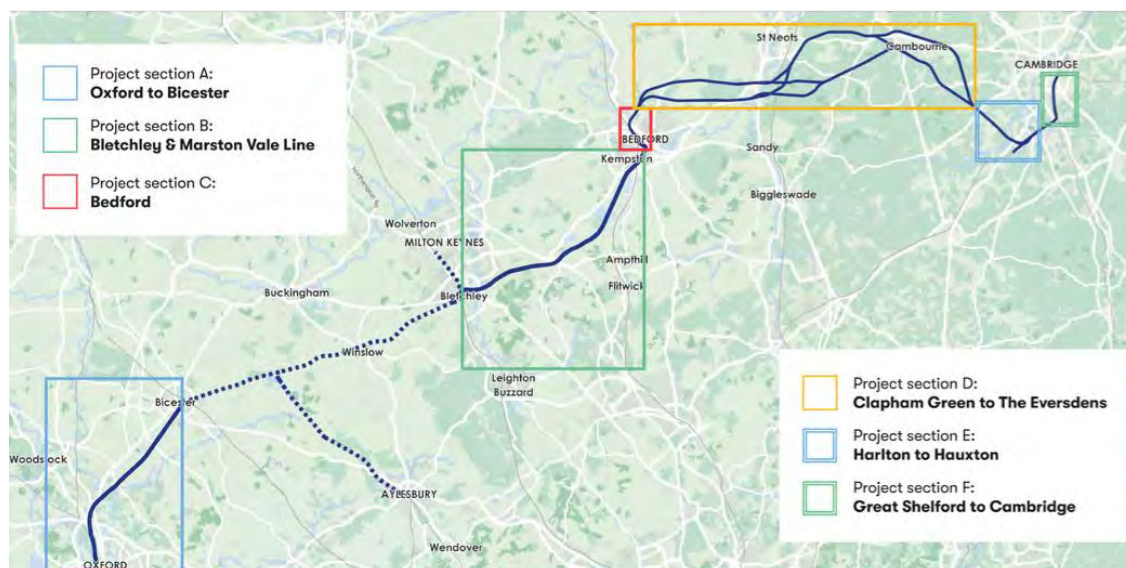 Project section A:
Oxford to Bicester
Project section B:
Bletchley & Marston Vale Line
Project section C:
Bedford
St Neots
Cambourne
CAMBRIDGE
BEDFORD
Kempston
Sandy
Biggleswade
Wolverton
MILTON KEYNES
Ampthill
Buckingham
Bletchley
Flitwick
Winslow
Leighton
Buzzard
Bicester
Woodstock
AYLESBURY
Wendover
OXFORD
Project section D:
Clapham Green to The Eversdens
Project section E:
Harlton to Hauxton
Project section F:
Great Shelford to Cambridge